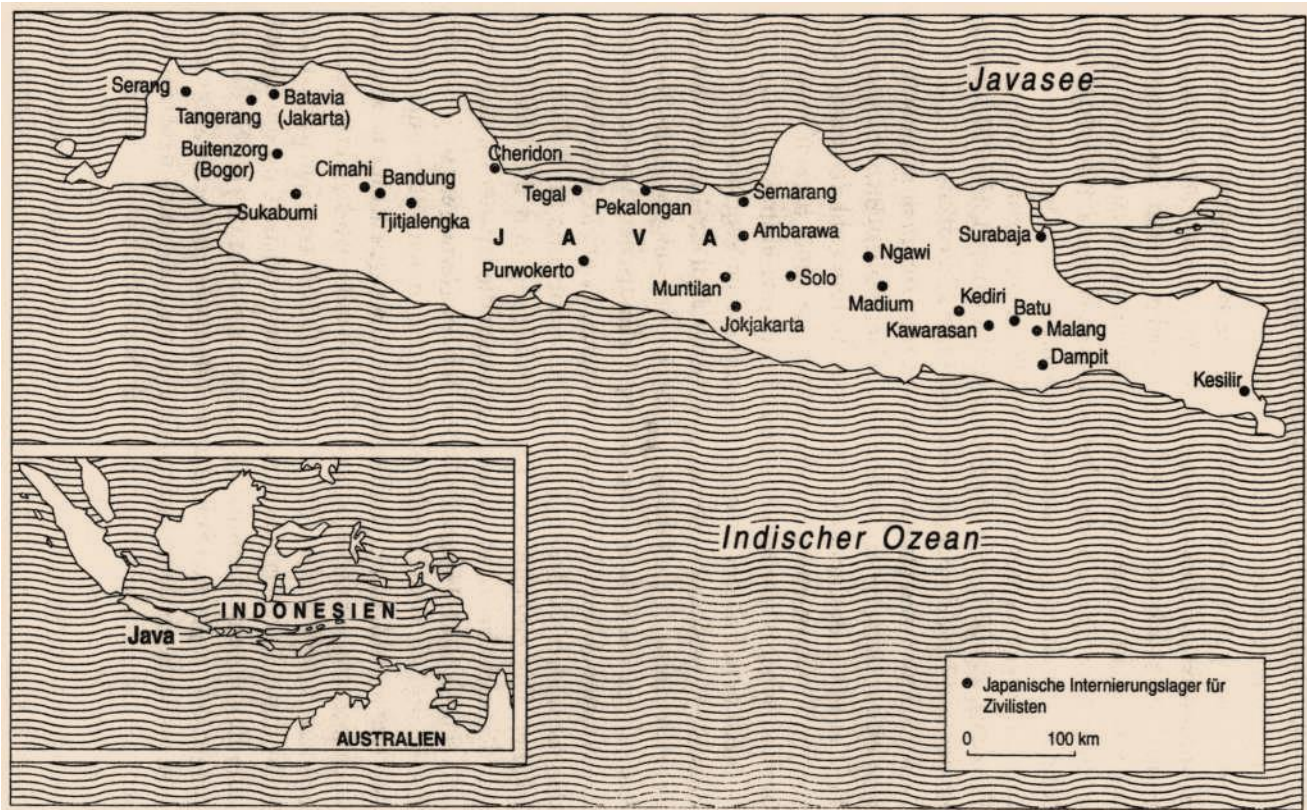 Javasee
Serang
Tangerang
Batavia
(Jakarta)
Buitenzorg
(Bogor)
Sukabumi
Cimahi
Bandung
Tjitjalengka
Cheridon
Tegal
Pekalongan
Semarang
Ambarawa
JAVA
Purwokerto
Muntilan
Jokjakarta
Solo
Ngawi
Madium
Surabaja
Kediri
Batu
Kawarasan
Malang
Dampit
Kesilir
Indischer Ozean
INDONESIEN
Java
AUSTRALIEN
Japanische Internierungslager für
Zivilisten
0 100 km